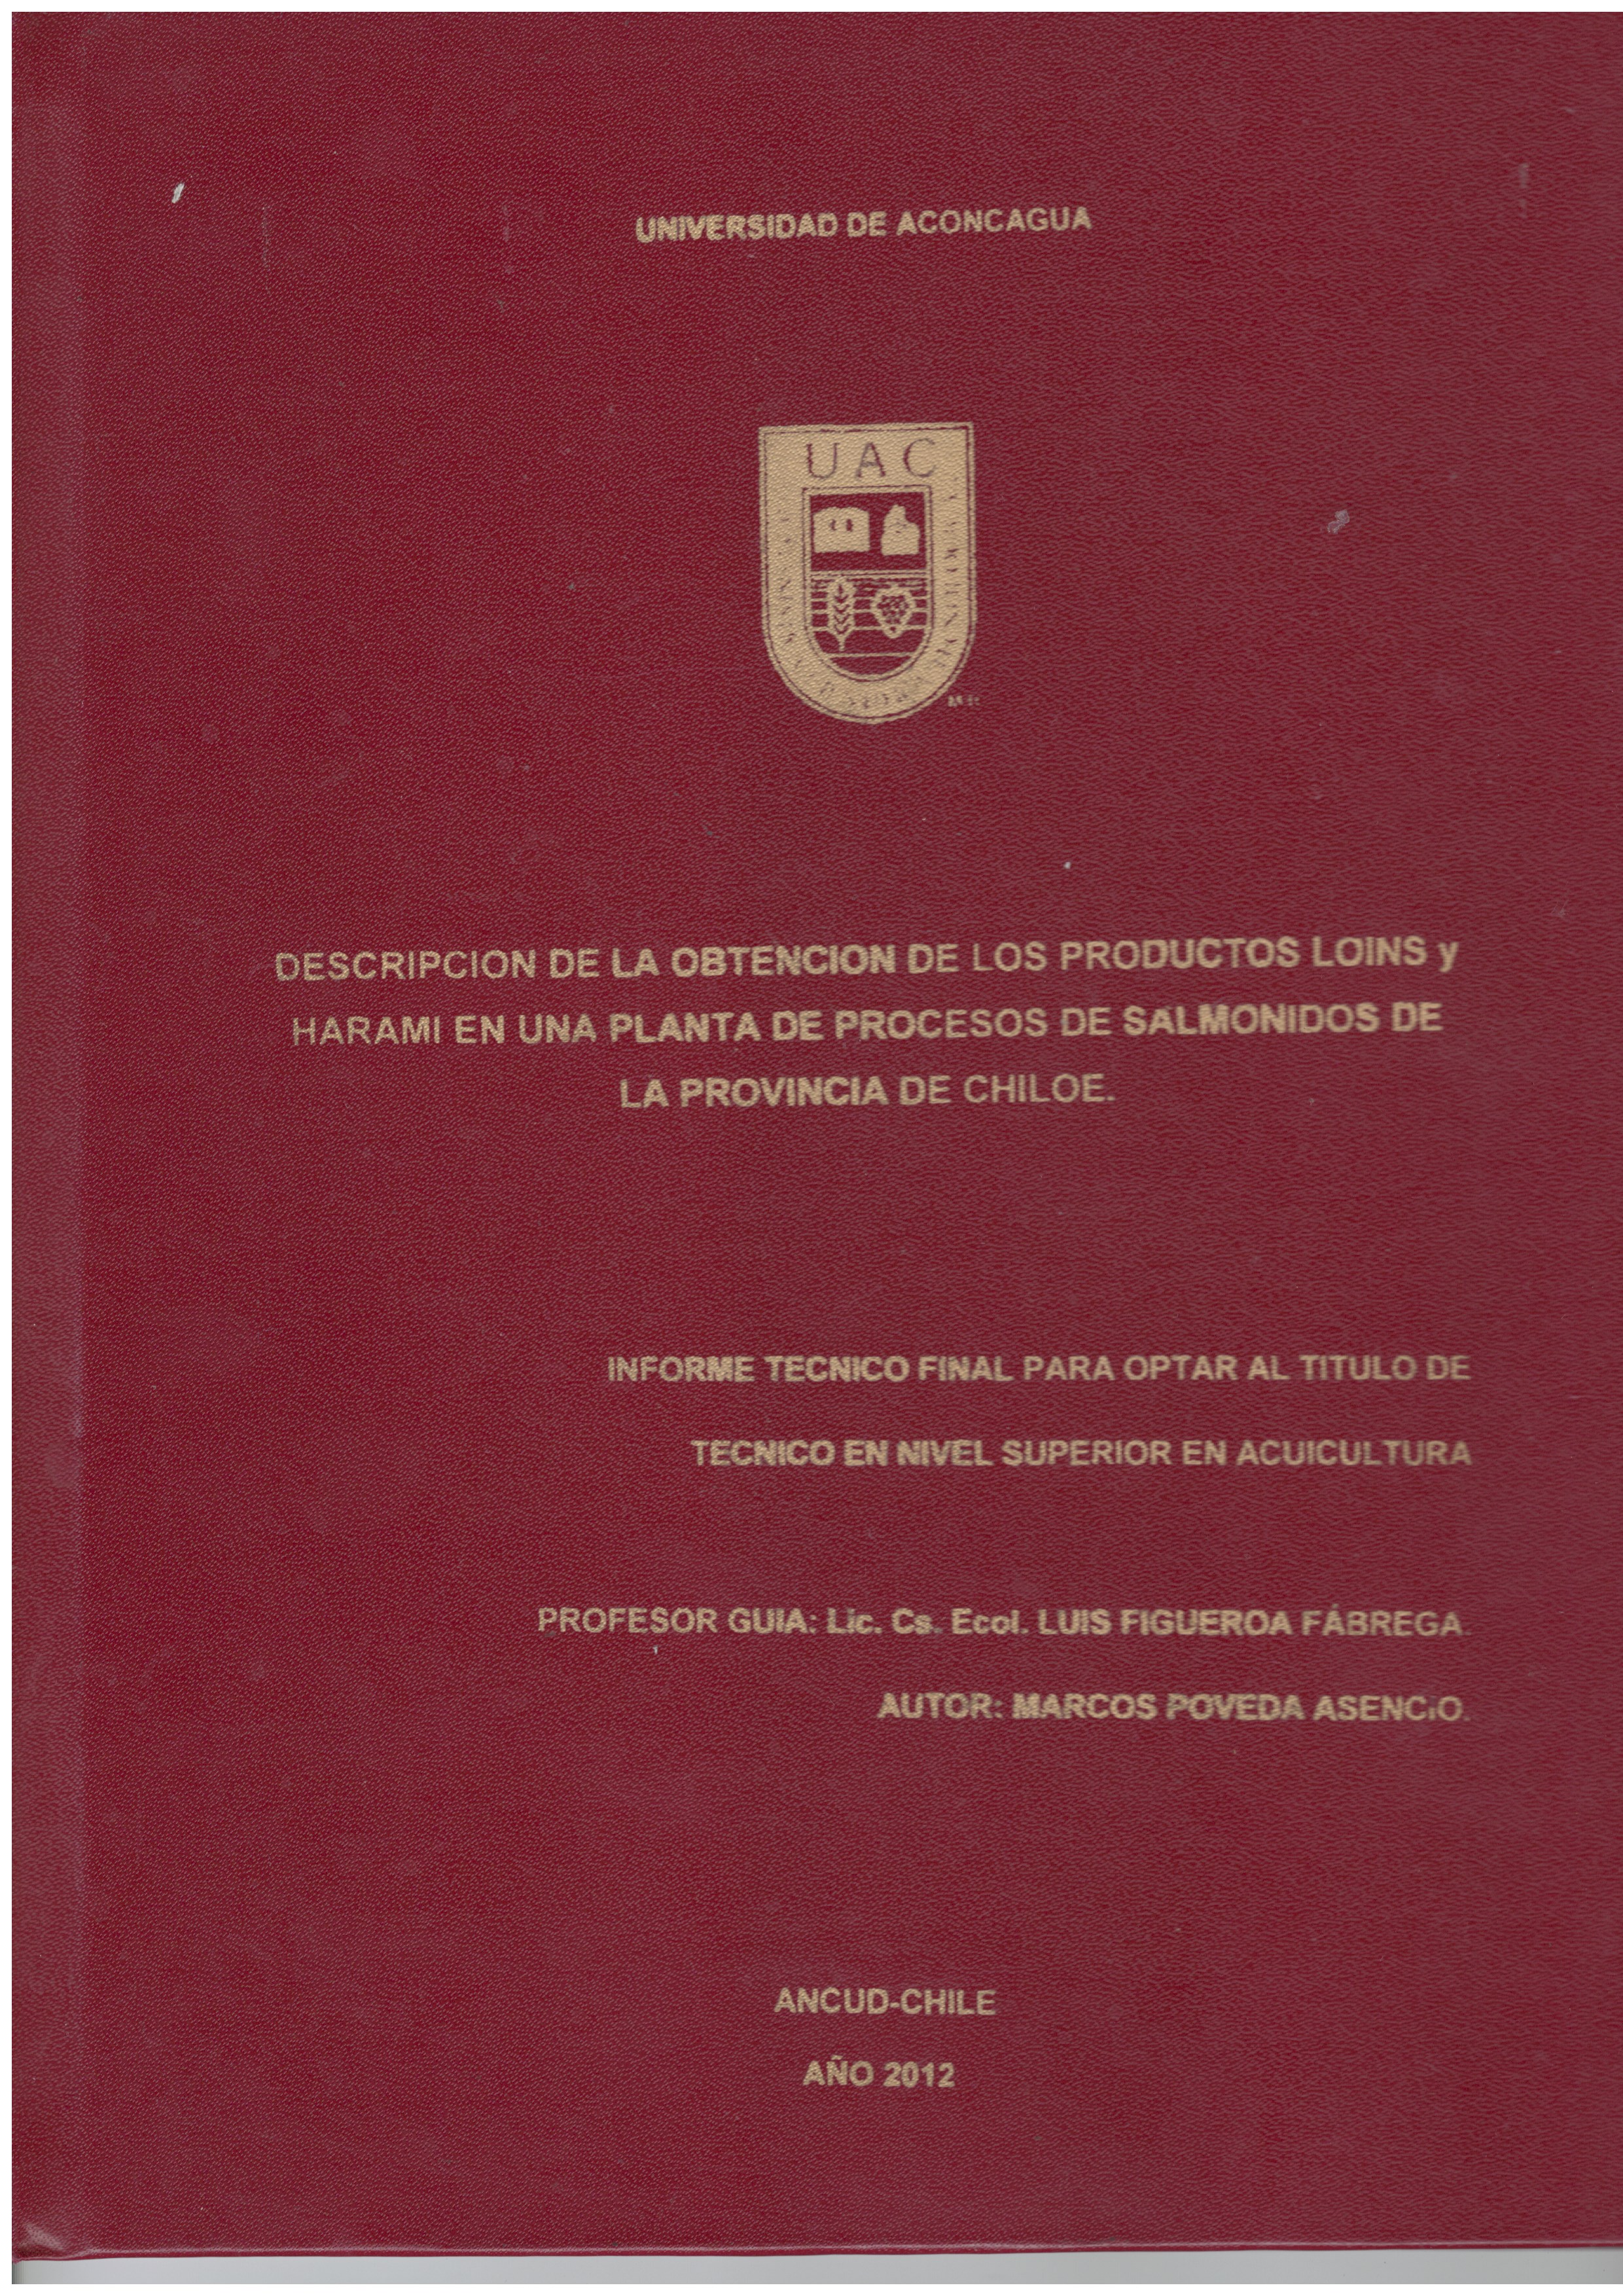 UNIVERSIDAD DE ACONCAGUA
UAC
DESCRIPCION DE LA OBTENCION DE LOS PRODUCTOS LOINS y
HARAMI EN UNA PLANTA DE PROCESOS DE SALMONIDOS DE
LA PROVINCIA DE CHILOE.
INFORME TECNICO FINAL PARA OPTAR AL TITULO DE
TECNICO EN NIVEL SUPERIOR EN ACUICULTURA
PROFESOR GUIA: Lic. Cs. Ecol. LUIS FIGUEROA FÁBREGA.
AUTOR: MARCOS POVEDA ASENCIO.
ANCUD-CHILE
AÑO 2012